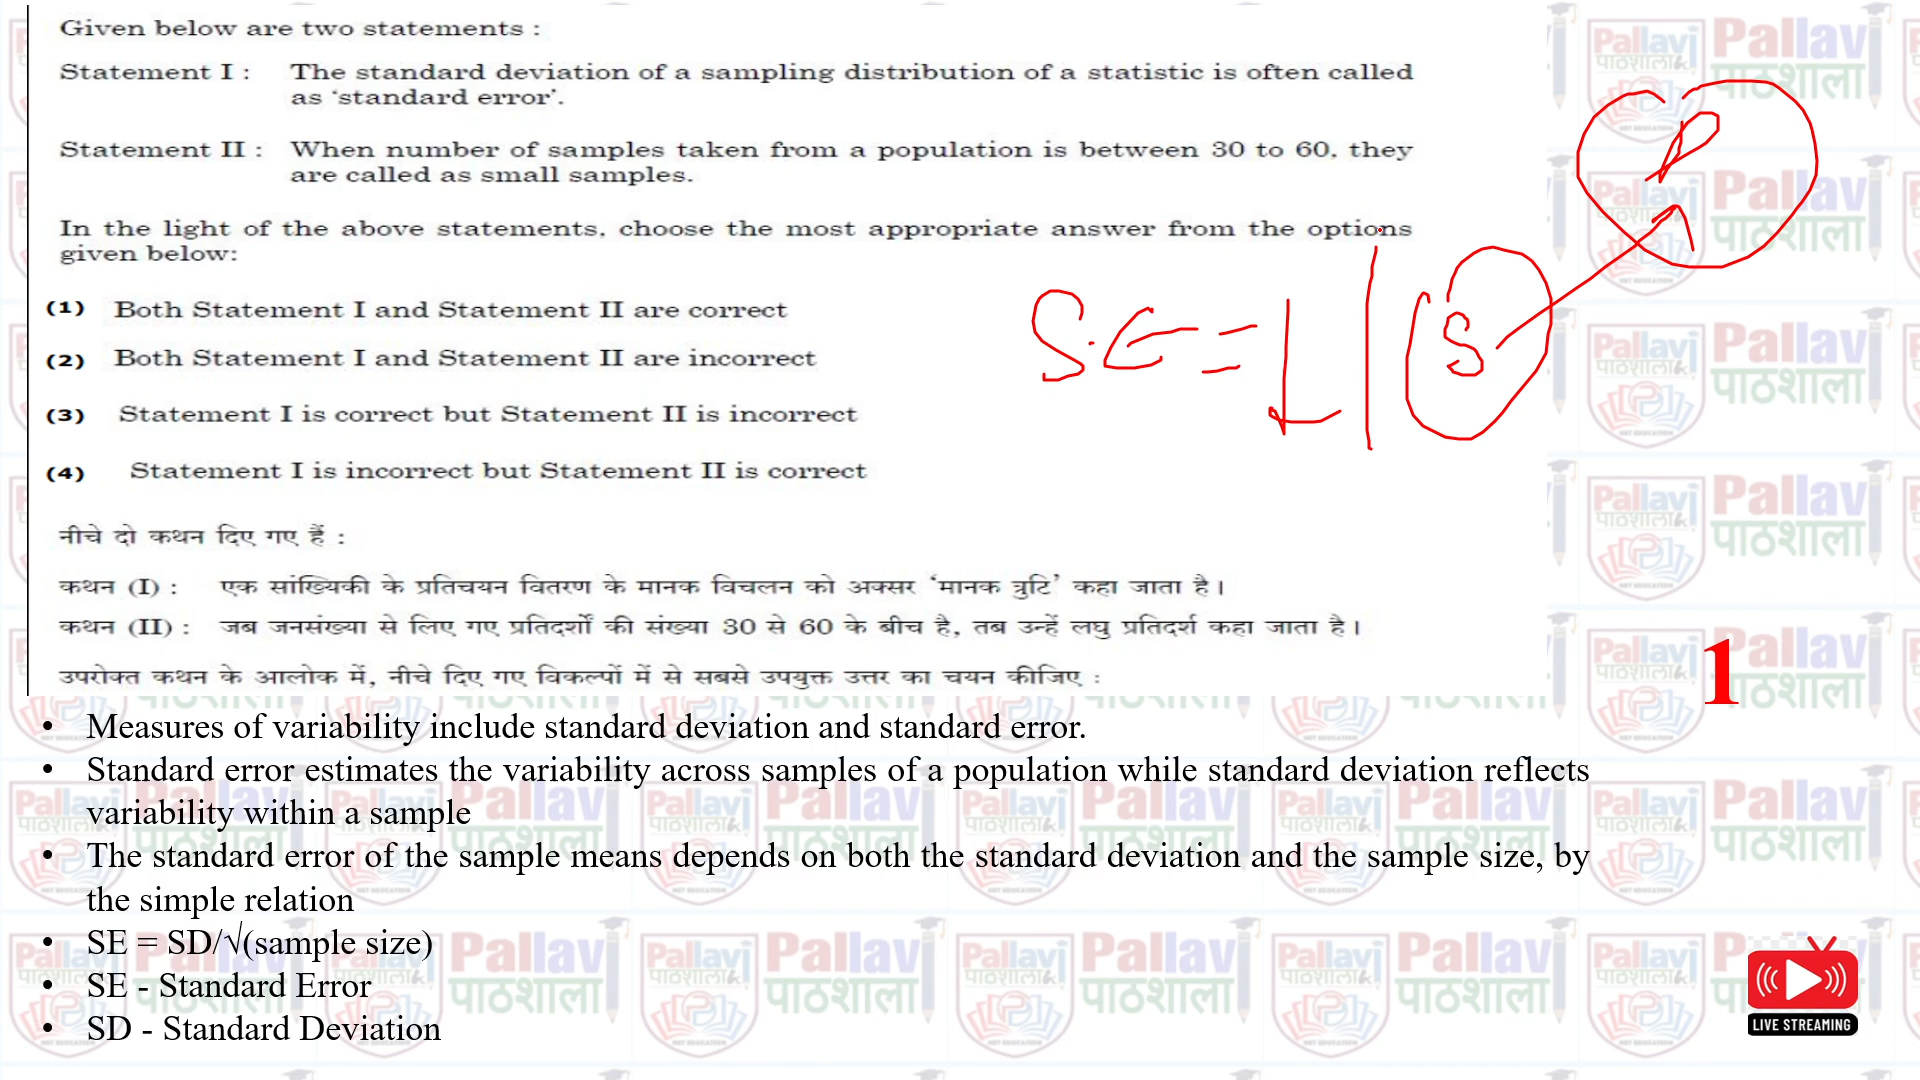 Given below are two statements :
Statement I : The standard deviation of a sampling distribution of a statistic is often called
as 'standard error'.
Statement II : When number of samples taken from a population is between 30 to 60, they
are called as small samples.
In the light of the above statements, choose the most appropriate answer from the options
given below:
(1) Both Statement I and Statement II are correct
(2) Both Statement I and Statement II are incorrect
(3) Statement I is correct but Statement II is incorrect
(4) Statement I is incorrect but Statement II is correct
नीचे दो कथन दिए गए हैं :
कथन (I) : एक सांख्यिकी के प्रतिचयन वितरण के मानक विचलन को अक्सर 'मानक त्रुटि' कहा जाता है।
कथन (II) : जब जनसंख्या से लिए गए प्रतिदर्शों की संख्या 30 से 60 के बीच है, तब उन्हें लघु प्रतिदर्श कहा जाता है।
उपरोक्त कथन के आलोक में, नीचे दिए गए विकल्पों में से सबसे उपयुक्त उत्तर का चयन कीजिए :
P
S.E =
S
1
• Measures of variability include standard deviation and standard error.
• Standard error estimates the variability across samples of a population while standard deviation reflects
variability within a sample
• The standard error of the sample means depends on both the standard deviation and the sample size, by
the simple relation
• SE = SD/√(sample size)
• SE - Standard Error
• SD - Standard Deviation
LIVE STREAMING
Pallavi
पाठशाला